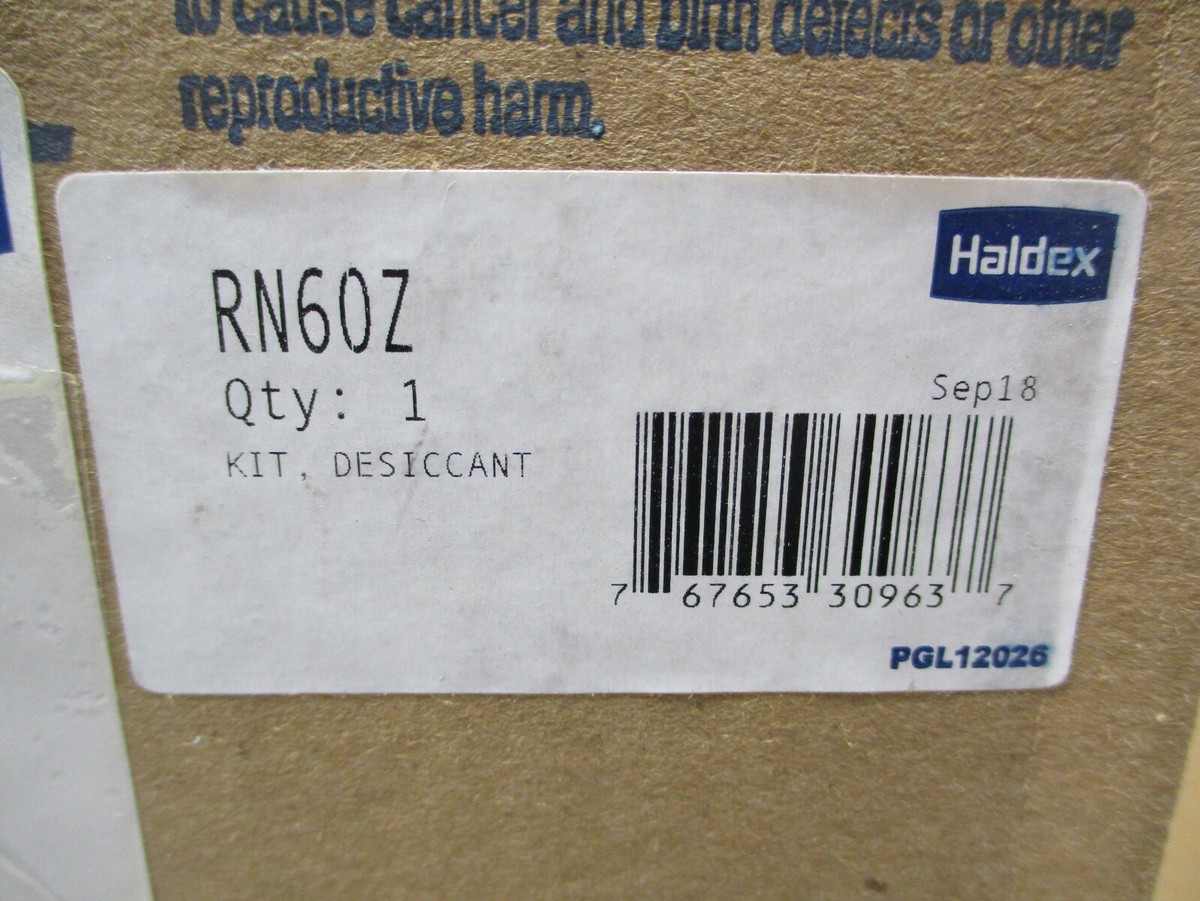 to cause cancer and birth defects or other
reproductive harm.
Haldex
RN60Z
Qty: 1
KIT, DESICCANT
Sep18
7 67653 30963 7
PGL12026